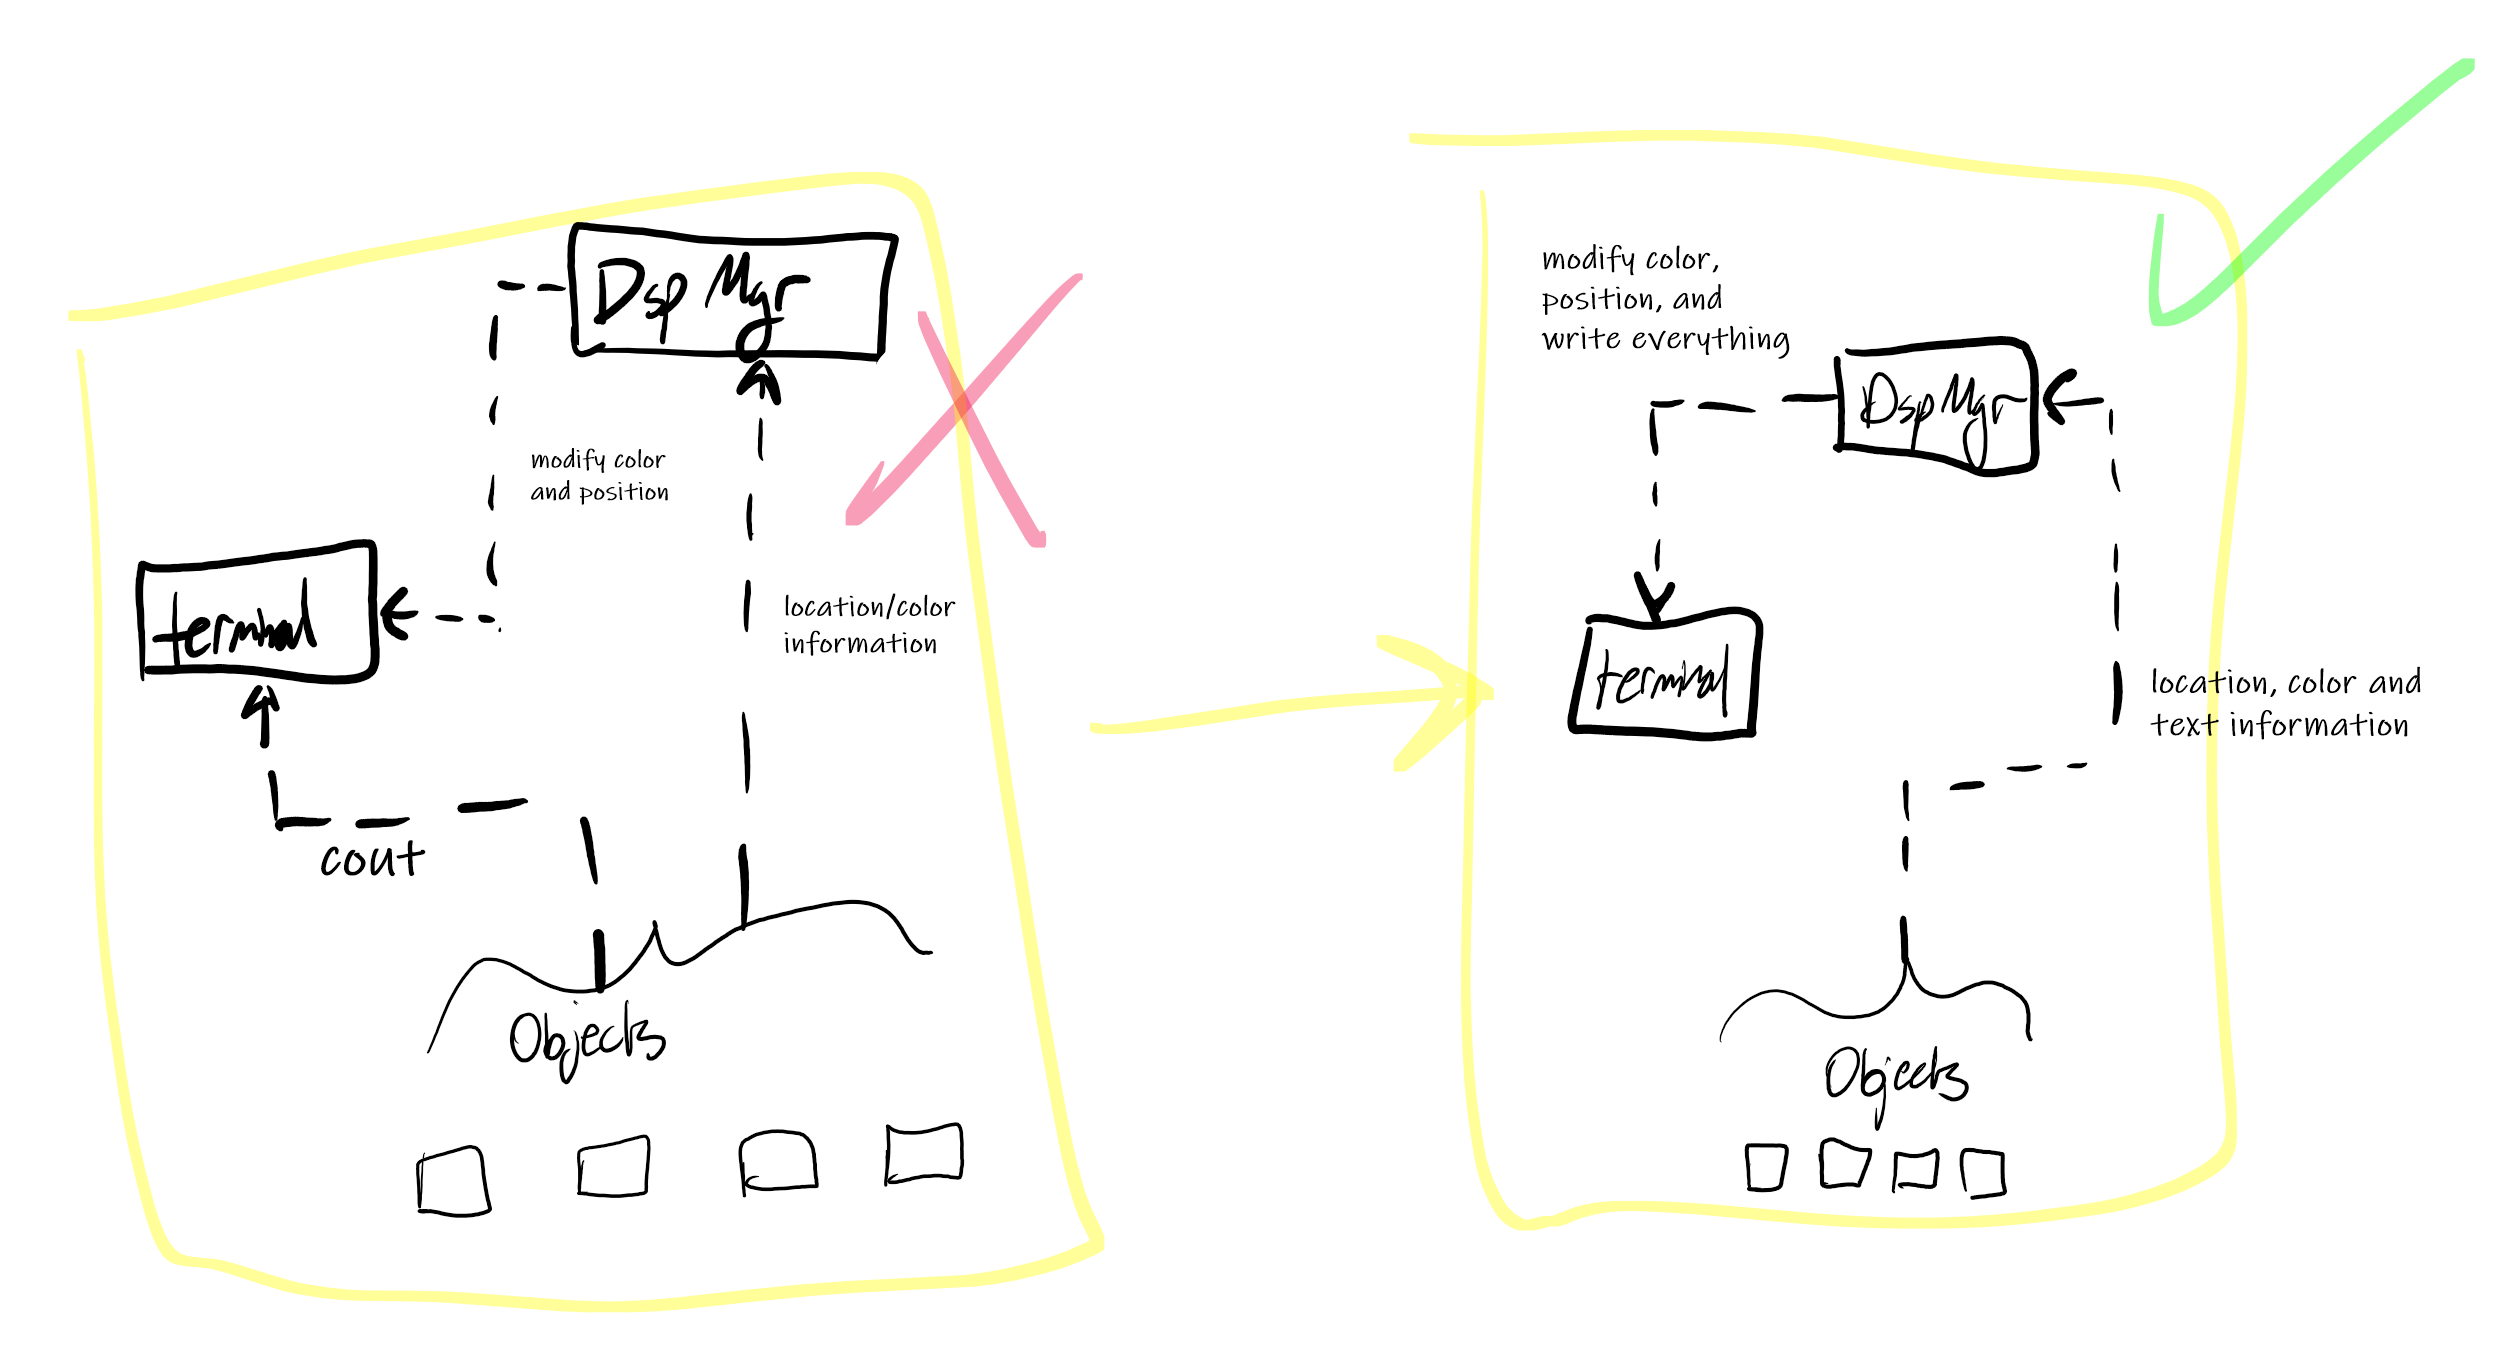 Dsp Mgr
modify color
and position
terminal
location/color
information
cout
Objects
modify color,
position, and
write everything
Dsp Mgr
terminal
location, color and
text information
Objects